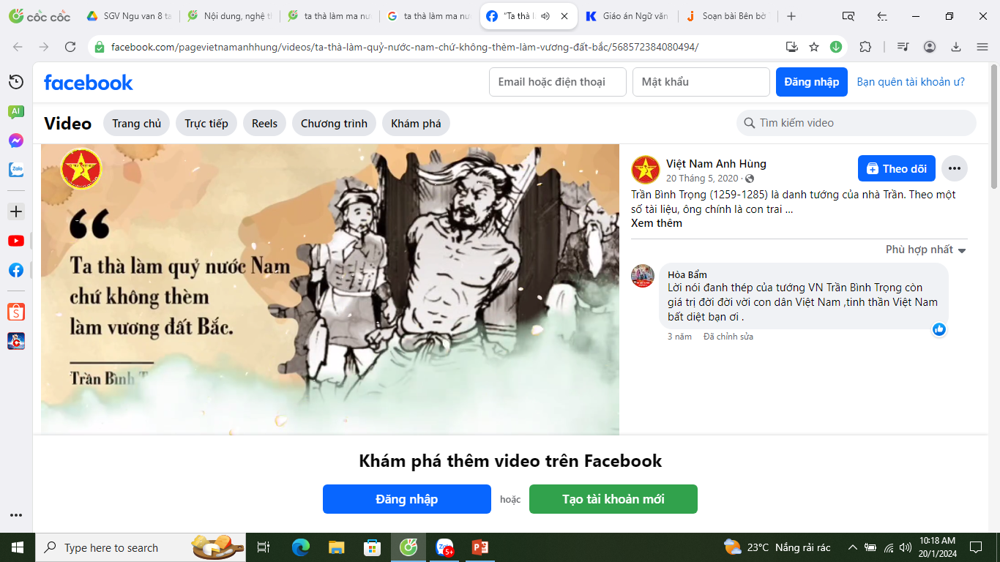 cốc cốc
SGV Ngu van 8 ta
Nội dung, nghệ th
ta thà làm ma nư
ta thà làm ma nư
"Ta thà l
Giáo án Ngữ văn
Soạn bài Bên bờ T
facebook.com/pagevietnamanhhung/videos/ta-thà-làm-quỷ-nước-nam-chứ-không-thèm-làm-vương-đất-bắc/568572384080494/
facebook
Email hoặc điện thoại
Mật khẩu
Đăng nhập
Bạn quên tài khoản ư?
AI
Video
Trang chủ
Trực tiếp
Reels
Chương trình
Khám phá
Tìm kiếm video
Zalo
“
Ta thà làm quỷ nước Nam
chứ không thèm
làm vương đất Bắc.
Trần Bình T
Việt Nam Anh Hùng
20 Tháng 5, 2020 ·
Theo dõi
Trần Bình Trọng (1259-1285) là danh tướng của nhà Trần. Theo một
số tài liệu, ông chính là con trai ...
Xem thêm
Phù hợp nhất
Hòa Bẩm
Lời nói đanh thép của tướng VN Trần Bình Trọng còn
giá trị đời đời vời con dân Việt Nam ,tinh thần Việt Nam
bất diệt bạn ơi .
3 năm Đã chỉnh sửa
Khám phá thêm video trên Facebook
Đăng nhập
hoặc
Tạo tài khoản mới
Type here to search
Zalo
5+
23°C Nắng rải rác
10:18 AM
20/1/2024